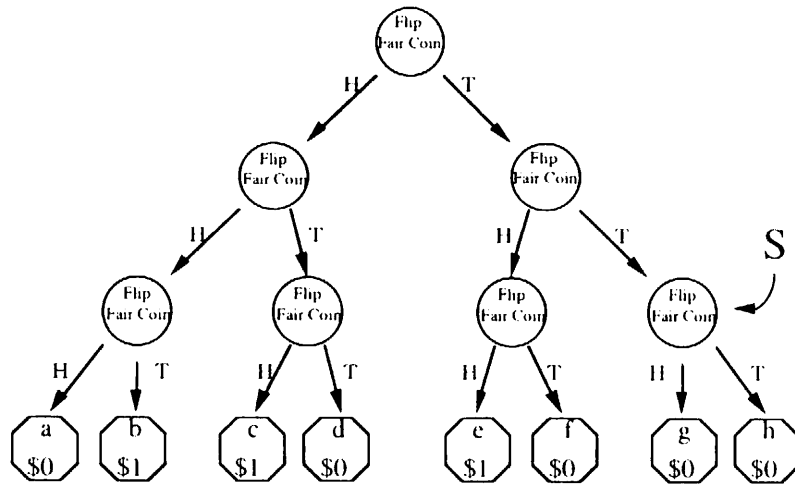 Flip
Fair Coin
H T
Flip
Fair Coin
Flip
Fair Coin
H T H T
S
Flip
Fair Coin
Flip
Fair Coin
Flip
Fair Coin
Flip
Fair Coin
H T H T H T H T
a b c d e f g h
$0 $1 $1 $0 $1 $0 $0 $0